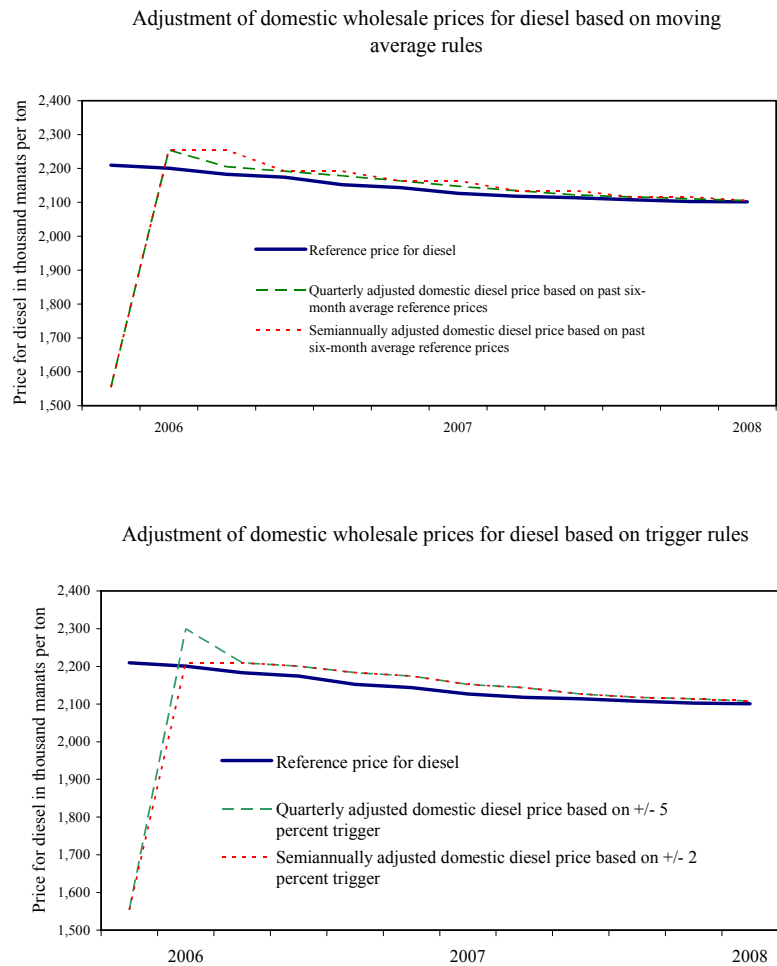 Adjustment of domestic wholesale prices for diesel based on moving
average rules
Price for diesel in thousand manats per ton
2,400
2,300
2,200
2,100
2,000
1,900
1,800
1,700
1,600
1,500
Reference price for diesel
Quarterly adjusted domestic diesel price based on past six-
month average reference prices
Semiannually adjusted domestic diesel price based on past
six-month average reference prices
2006
2007
2008
Adjustment of domestic wholesale prices for diesel based on trigger rules
Price for diesel in thousand manats per ton
2,400
2,300
2,200
2,100
2,000
1,900
1,800
1,700
1,600
1,500
Reference price for diesel
Quarterly adjusted domestic diesel price based on +/- 5
percent trigger
Semiannually adjusted domestic diesel price based on +/- 2
percent trigger
2006
2007
2008